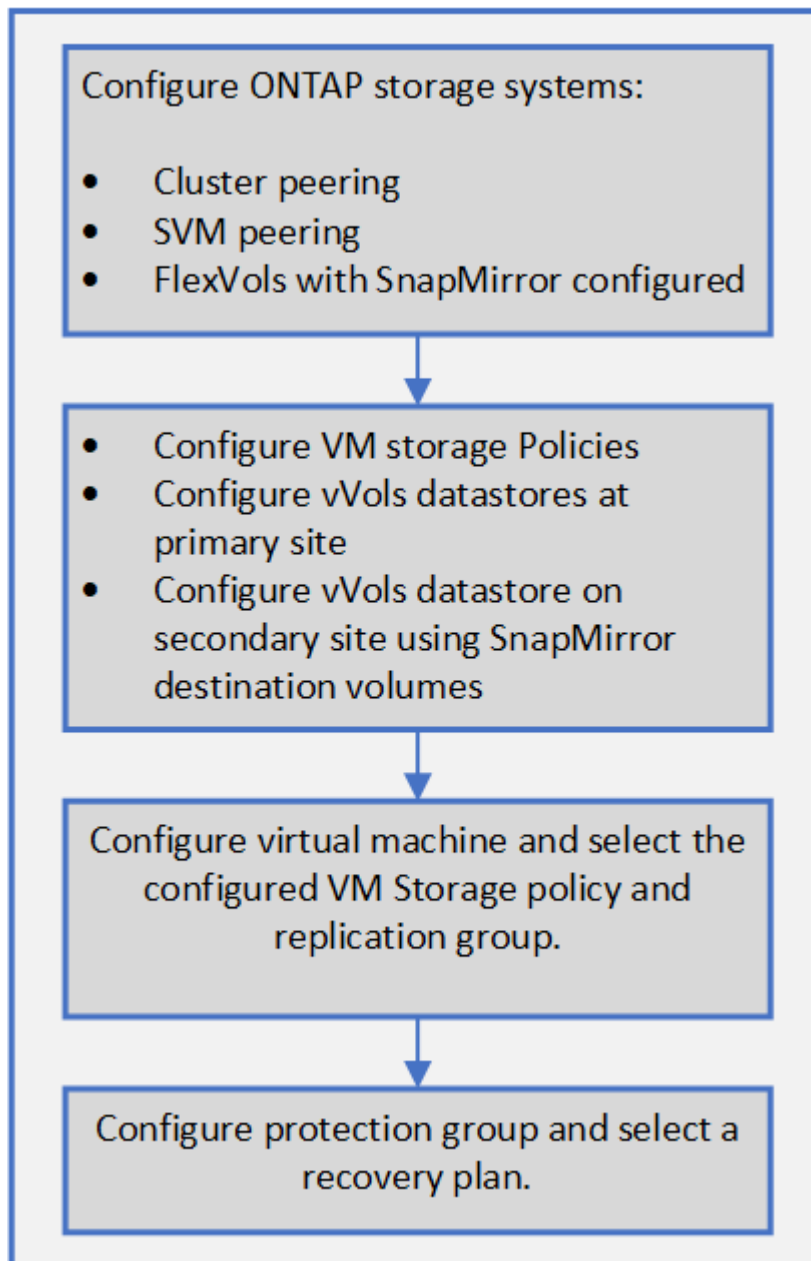 Configure ONTAP storage systems:
• Cluster peering
• SVM peering
• FlexVols with SnapMirror configured
• Configure VM storage Policies
• Configure vVols datastores at
primary site
• Configure vVols datastore on
secondary site using SnapMirror
destination volumes
Configure virtual machine and select the
configured VM Storage policy and
replication group.
Configure protection group and select a
recovery plan.